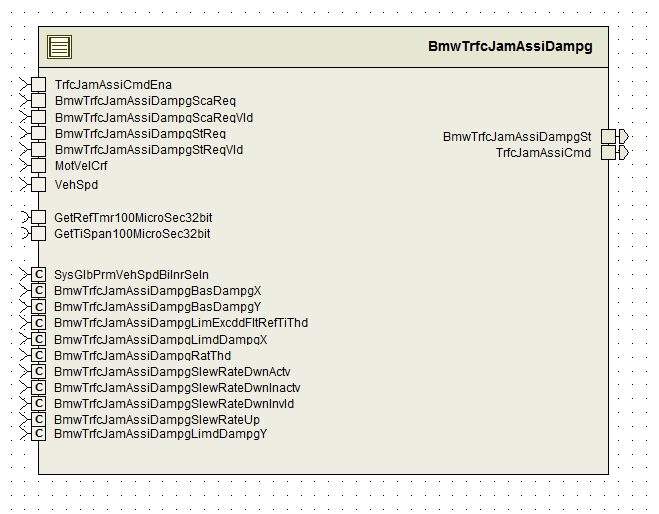 BmwTrfcJamAssiDampg
TrfcJamAssiCmdEna
BmwTrfcJamAssiDampgScaReq
BmwTrfcJamAssiDampgScaReqVld
BmwTrfcJamAssiDampgStReq
BmwTrfcJamAssiDampgStReqVld
MotVelCrf
VehSpd
BmwTrfcJamAssiDampgSt
TrfcJamAssiCmd
GetRefTmr100MicroSec32bit
GetTiSpan100MicroSec32bit
C SysGlbPrmVehSpdBilnrSeln
C BmwTrfcJamAssiDampgBasDampgX
C BmwTrfcJamAssiDampgBasDampgY
C BmwTrfcJamAssiDampgLimExcddFltRefTiThd
C BmwTrfcJamAssiDampgLimdDampgX
C BmwTrfcJamAssiDampgRatThd
C BmwTrfcJamAssiDampgSlewRateDwnActv
C BmwTrfcJamAssiDampgSlewRateDwnInactv
C BmwTrfcJamAssiDampgSlewRateDwnInvld
C BmwTrfcJamAssiDampgSlewRateUp
C BmwTrfcJamAssiDampgLimdDampgY